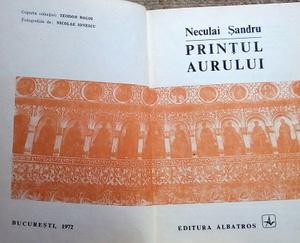 Coperta colecției: TEODOR BOGOI
Fotografiile de: NICOLAE IONESCU
BUCUREȘTI, 1972
Neculai Șandru
PRINȚUL
AURULUI
EDITURA ALBATROS